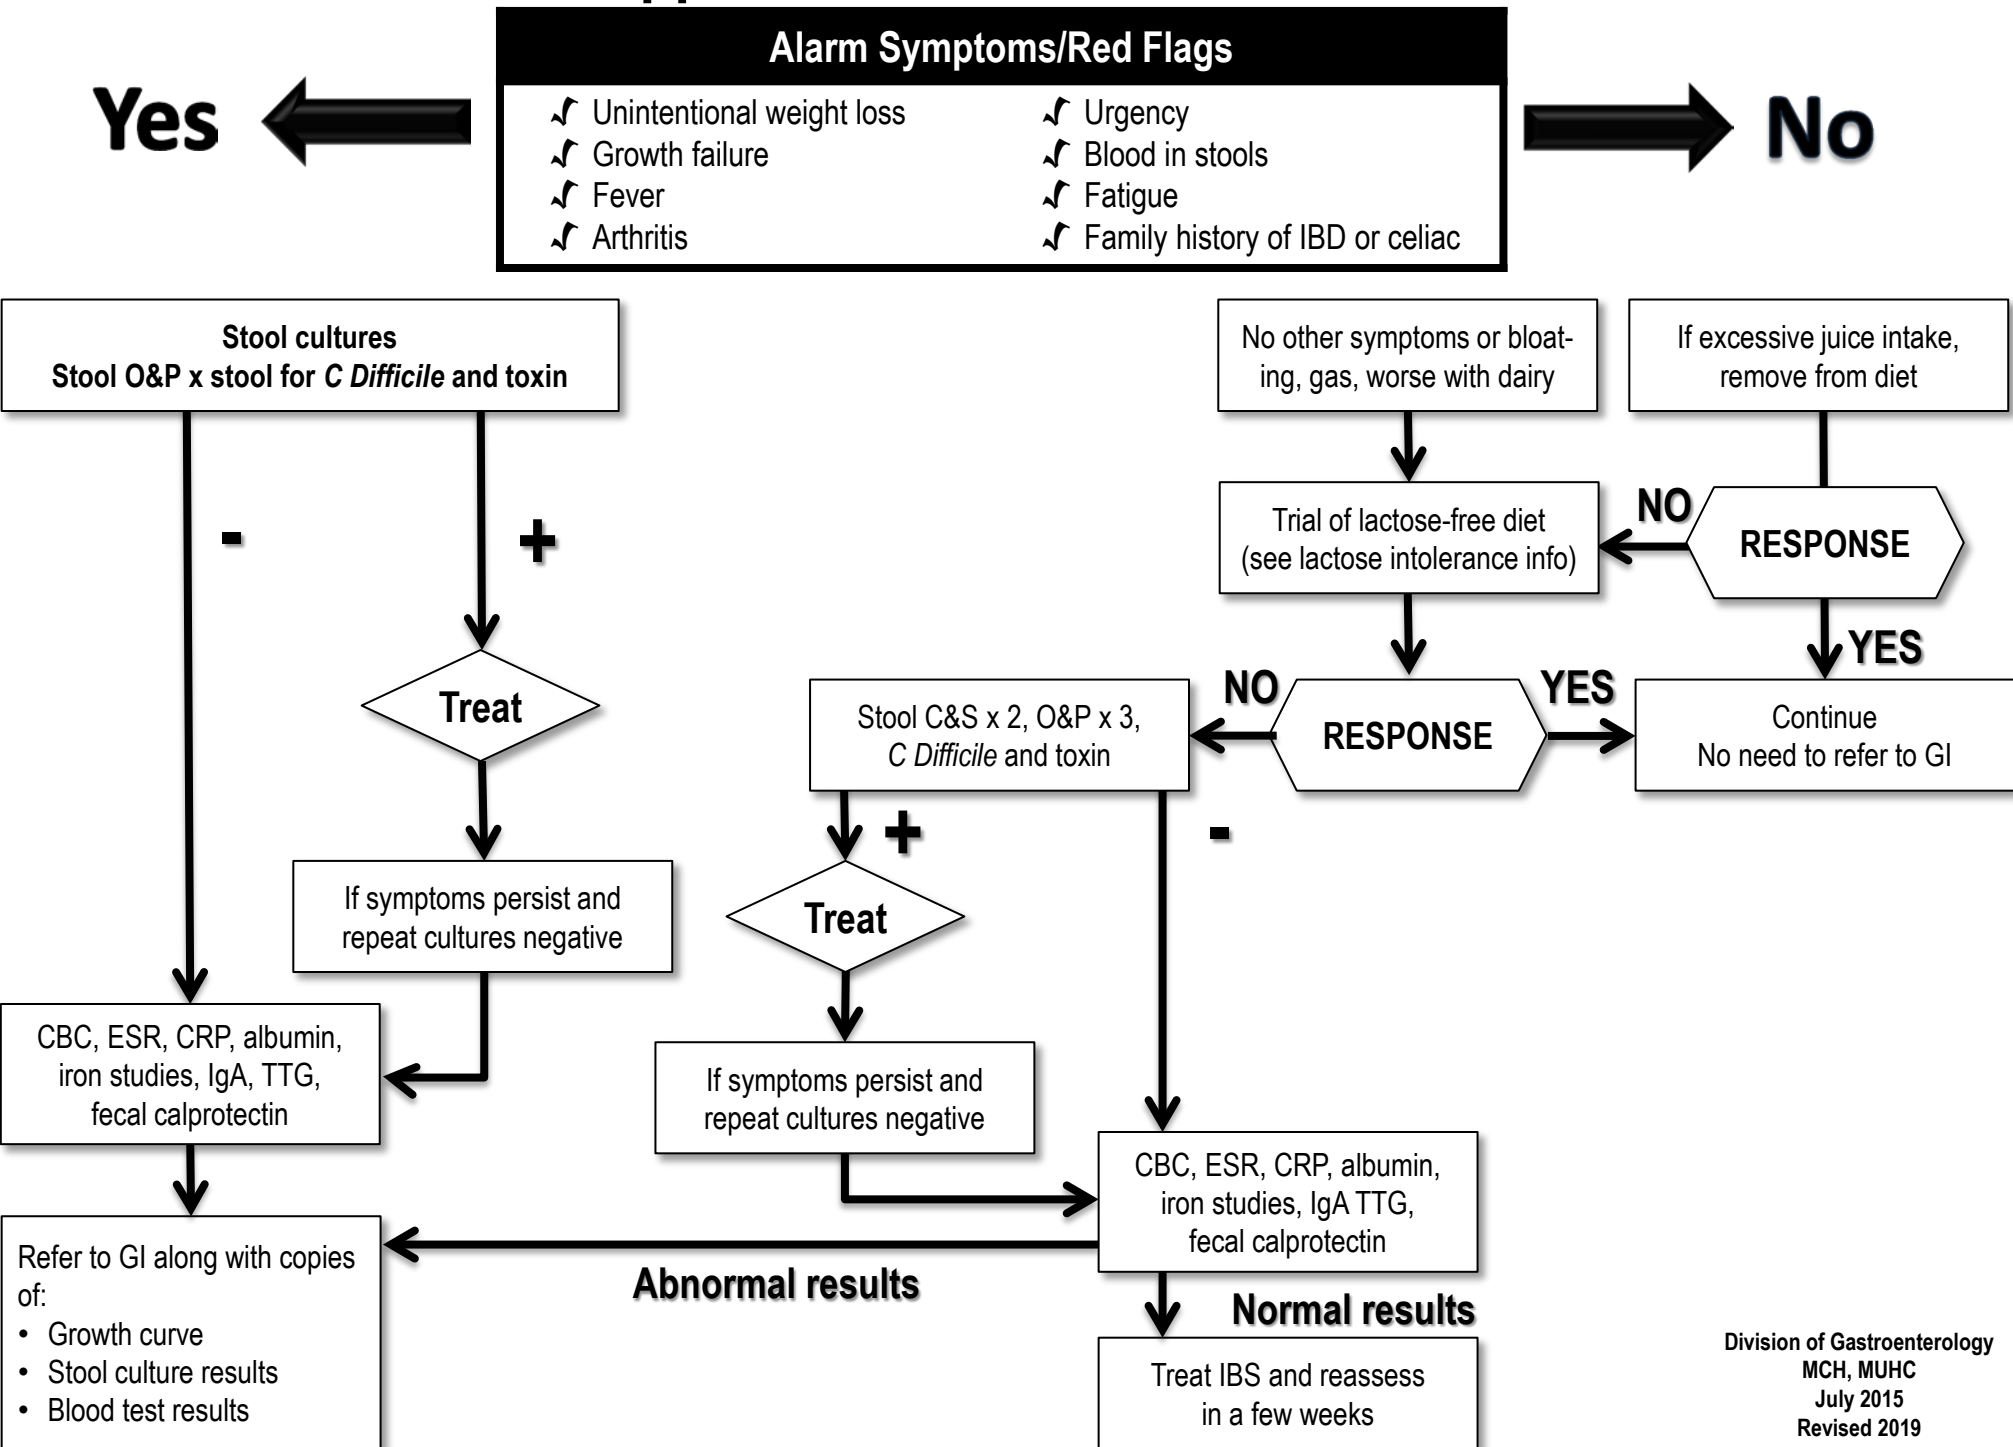 Alarm Symptoms/Red Flags
Yes
No
✓ Unintentional weight loss
✓ Growth failure
✓ Fever
✓ Arthritis
✓ Urgency
✓ Blood in stools
✓ Fatigue
✓ Family history of IBD or celiac
Stool cultures
Stool O&P x stool for C Difficile and toxin
-
+
Treat
If symptoms persist and
repeat cultures negative
CBC, ESR, CRP, albumin,
iron studies, IgA, TTG,
fecal calprotectin
Refer to GI along with copies
of:
• Growth curve
• Stool culture results
• Blood test results
No other symptoms or bloat-
ing, gas, worse with dairy
If excessive juice intake,
remove from diet
Trial of lactose-free diet
(see lactose intolerance info)
NO
RESPONSE
YES
Stool C&S x 2, O&P x 3,
C Difficile and toxin
NO
RESPONSE
YES
Continue
No need to refer to GI
+
-
Treat
If symptoms persist and
repeat cultures negative
CBC, ESR, CRP, albumin,
iron studies, IgA TTG,
fecal calprotectin
Abnormal results
Normal results
Treat IBS and reassess
in a few weeks
Division of Gastroenterology
MCH, MUHC
July 2015
Revised 2019